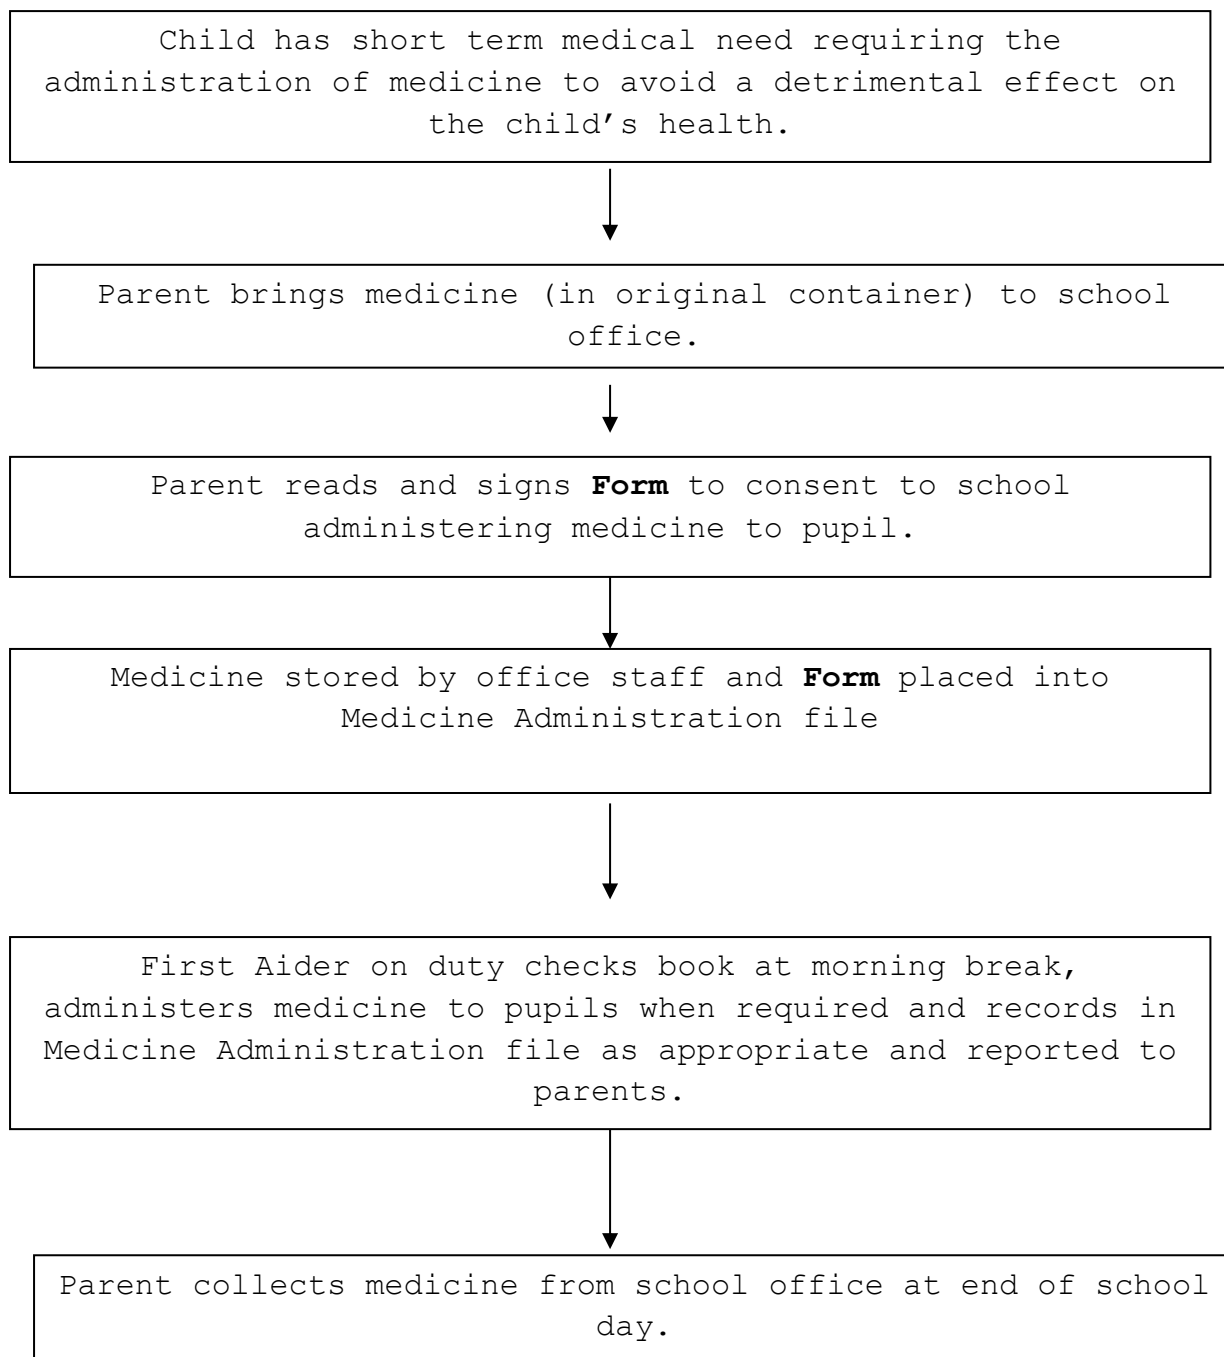 Child has short term medical need requiring the
administration of medicine to avoid a detrimental effect on
the child’s health.
Parent brings medicine (in original container) to school
office.
Parent reads and signs Form to consent to school
administering medicine to pupil.
Medicine stored by office staff and Form placed into
Medicine Administration file
First Aider on duty checks book at morning break,
administers medicine to pupils when required and records in
Medicine Administration file as appropriate and reported to
parents.
Parent collects medicine from school office at end of school
day.